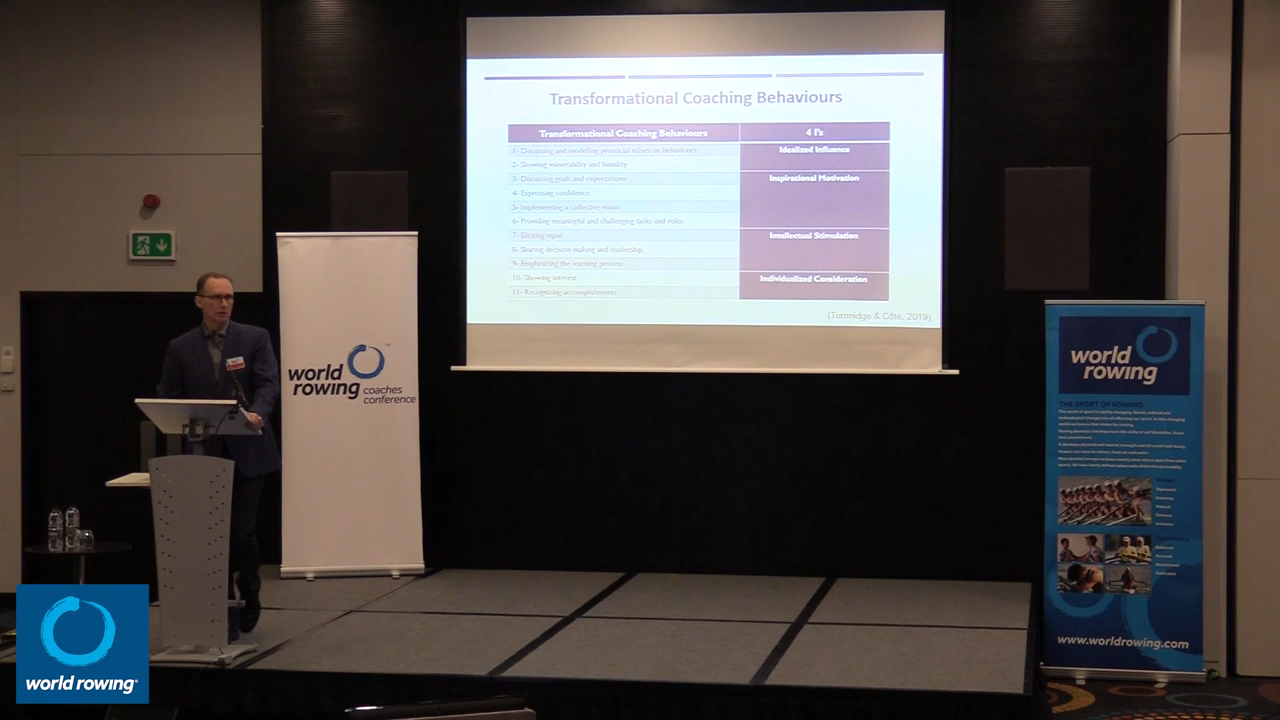 Transformational Coaching Behaviours
Transformational Coaching Behaviours
4 I's
1- Discussing and modelling prosocial values or behaviours
Idealized Influence
2- Showing vulnerability and humility
3- Discussing goals and expectations
Inspirational Motivation
4- Expressing confidence
5- Implementing a collective vision
6- Providing meaningful and challenging tasks and roles
7- Eliciting input
Intellectual Stimulation
8- Sharing decision making and leadership
9- Emphasizing the learning process
10- Showing interest
Individualized Consideration
11- Recognizing accomplishments
(Turnnidge & Côté, 2019)
world
rowing
coaches
conference
world
rowing
THE SPORT OF ROWING
www.worldrowing.com
world rowing